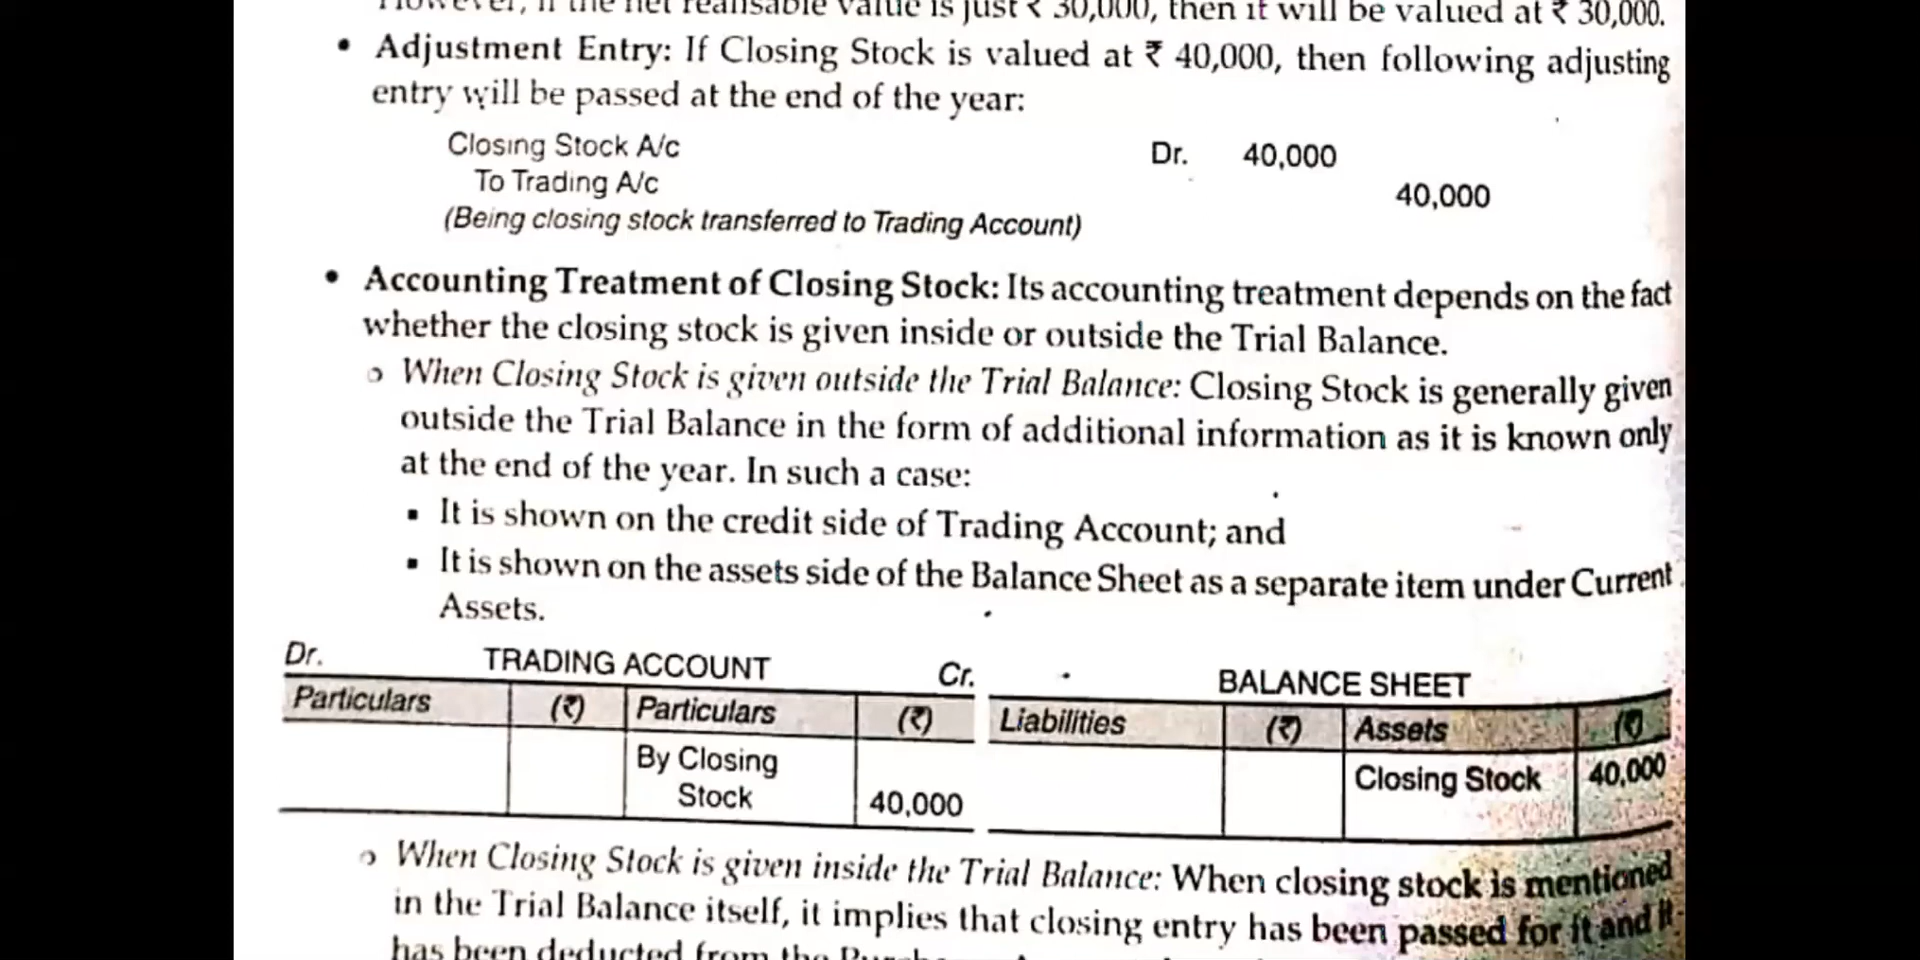 However, if the net realisable value is just ₹ 30,000, then it will be valued at ₹ 30,000.
• Adjustment Entry: If Closing Stock is valued at ₹ 40,000, then following adjusting
entry will be passed at the end of the year:
Closing Stock A/c Dr. 40,000
To Trading A/c 40,000
(Being closing stock transferred to Trading Account)
• Accounting Treatment of Closing Stock: Its accounting treatment depends on the fact
whether the closing stock is given inside or outside the Trial Balance.
When Closing Stock is given outside the Trial Balance: Closing Stock is generally given
outside the Trial Balance in the form of additional information as it is known only
at the end of the year. In such a case:
▪ It is shown on the credit side of Trading Account; and
▪ It is shown on the assets side of the Balance Sheet as a separate item under Current
Assets.
Dr. TRADING ACCOUNT Cr.
Particulars (₹) Particulars (₹)
By Closing
Stock 40,000
BALANCE SHEET
Liabilities (₹) Assets (₹)
Closing Stock 40,000
When Closing Stock is given inside the Trial Balance: When closing stock is mentioned
in the Trial Balance itself, it implies that closing entry has been passed for it and it
has been deducted from the